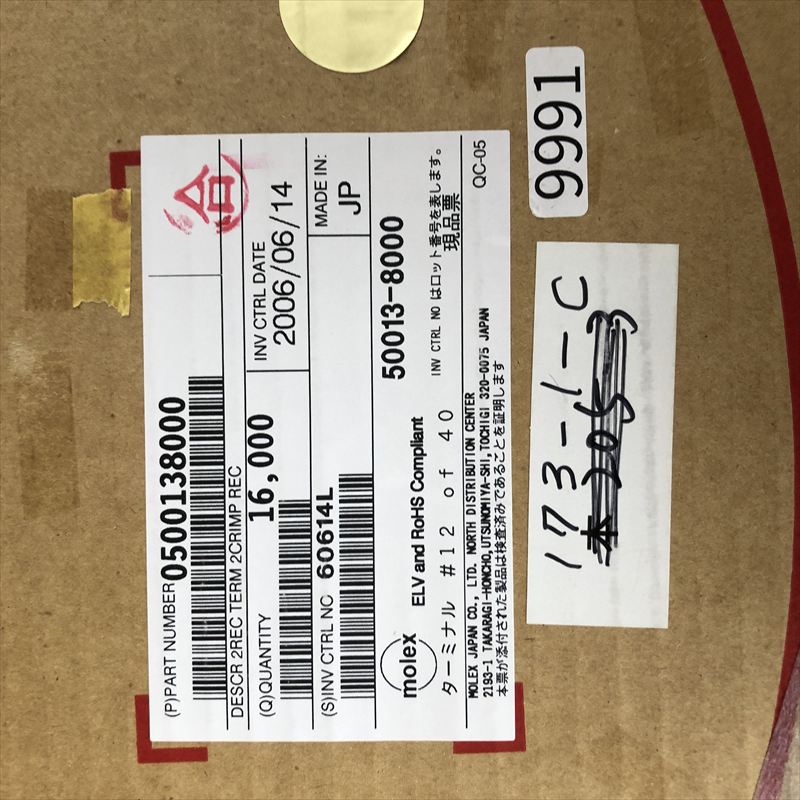 (P)PART NUMBER 0500138000
合
DESCR 2REC TERM 2CRIMP REC
(Q)QUANTITY 16,000
INV CTRL DATE
2006/06/14
(S)INV CTRL NC 60614L
MADE IN:
JP
molex
ELV and RoHS Compliant
50013-8000
ターミナル #12 of 40
INV CTRL NO はロット番号を表します。
現品票
MOLEX JAPAN CO., LTD. NORTH DISTRIBUTION CENTER
2193-1 TAKARAGI-HONCHO,UTSUNOMIYA-SHI,TOCHIGI 320-0075 JAPAN
本票が添付された製品は検査済みであることを証明します
QC-05
9991
173-1-C
本